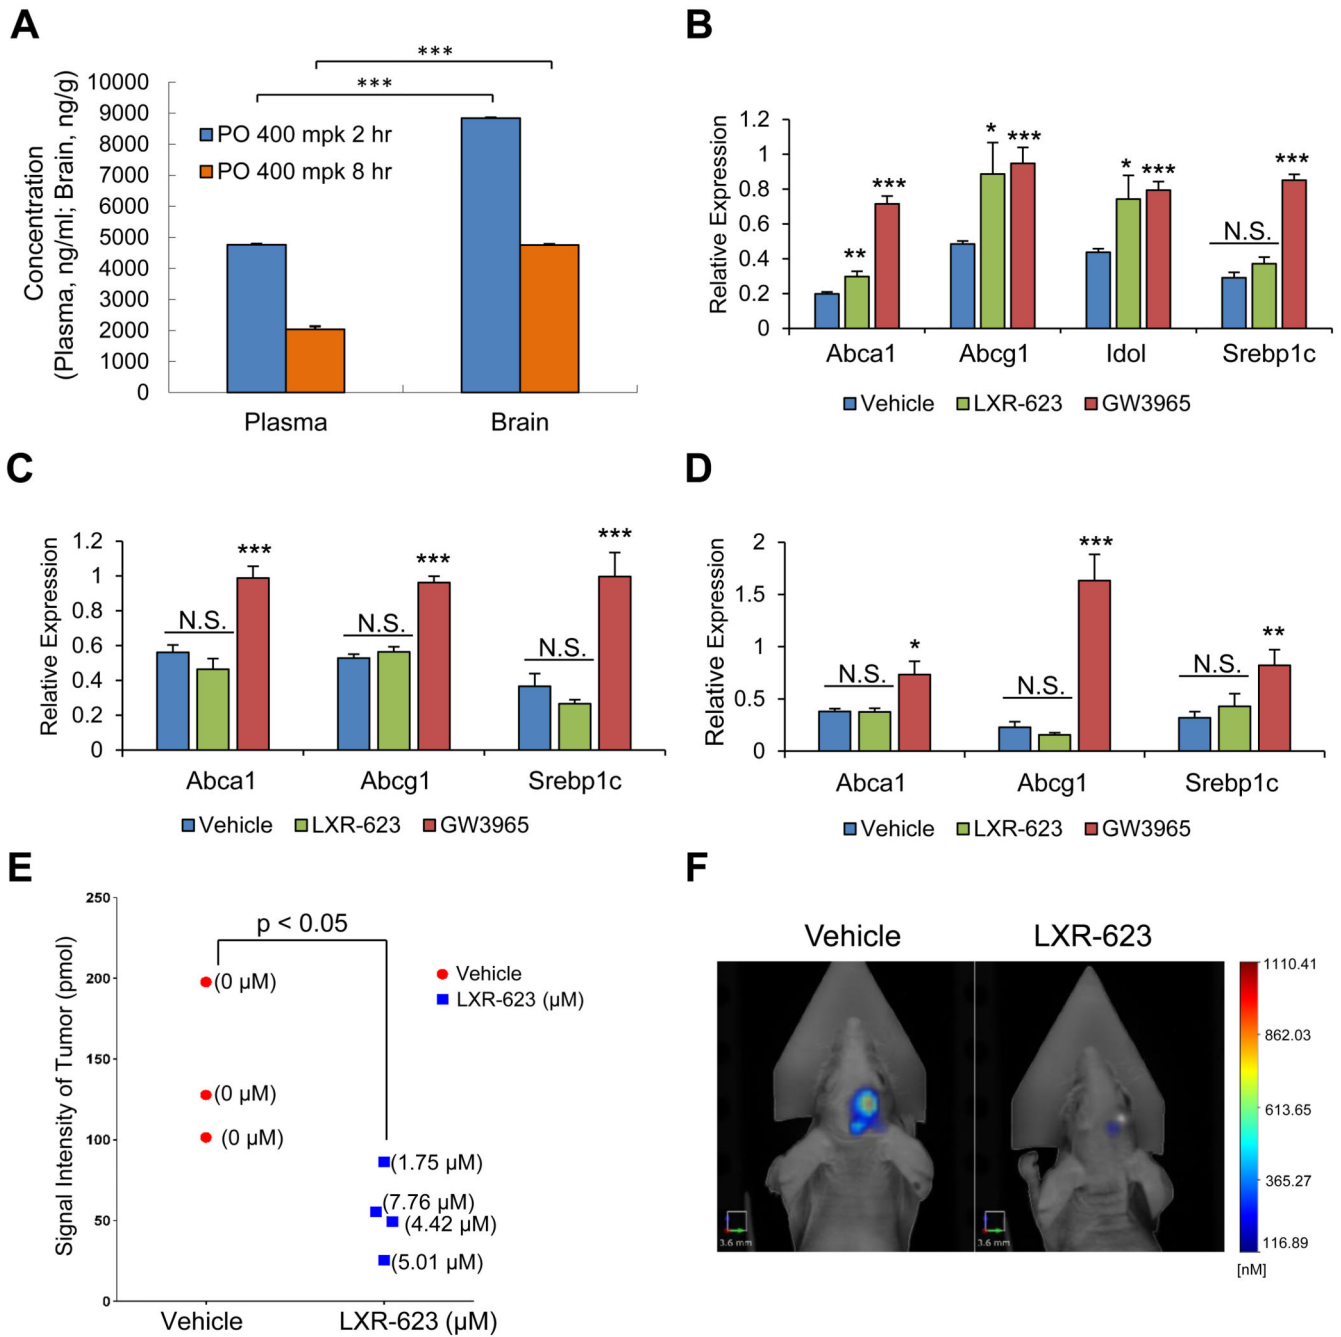 A
***
***
Concentration
(Plasma, ng/ml; Brain, ng/g)
10000
9000
8000
7000
6000
5000
4000
3000
2000
1000
0
PO 400 mpk 2 hr
PO 400 mpk 8 hr
Plasma
Brain
B
Relative Expression
1.2
1
0.8
0.6
0.4
0.2
0
**
***
*
***
*
***
N.S.
***
Abca1
Abcg1
Idol
Srebp1c
Vehicle
LXR-623
GW3965
C
Relative Expression
1.2
1
0.8
0.6
0.4
0.2
0
N.S.
***
N.S.
***
N.S.
***
Abca1
Abcg1
Srebp1c
Vehicle
LXR-623
GW3965
D
Relative Expression
2
1.5
1
0.5
0
N.S.
*
N.S.
***
N.S.
**
Abca1
Abcg1
Srebp1c
Vehicle
LXR-623
GW3965
E
Signal Intensity of Tumor (pmol)
250
200
150
100
50
0
p < 0.05
Vehicle
LXR-623 (µM)
(0 µM)
(0 µM)
(0 µM)
(1.75 µM)
(7.76 µM)
(4.42 µM)
(5.01 µM)
Vehicle
LXR-623 (µM)
F
Vehicle
LXR-623
3.6 mm
3.6 mm
1110.41
862.03
613.65
365.27
116.89
[nM]